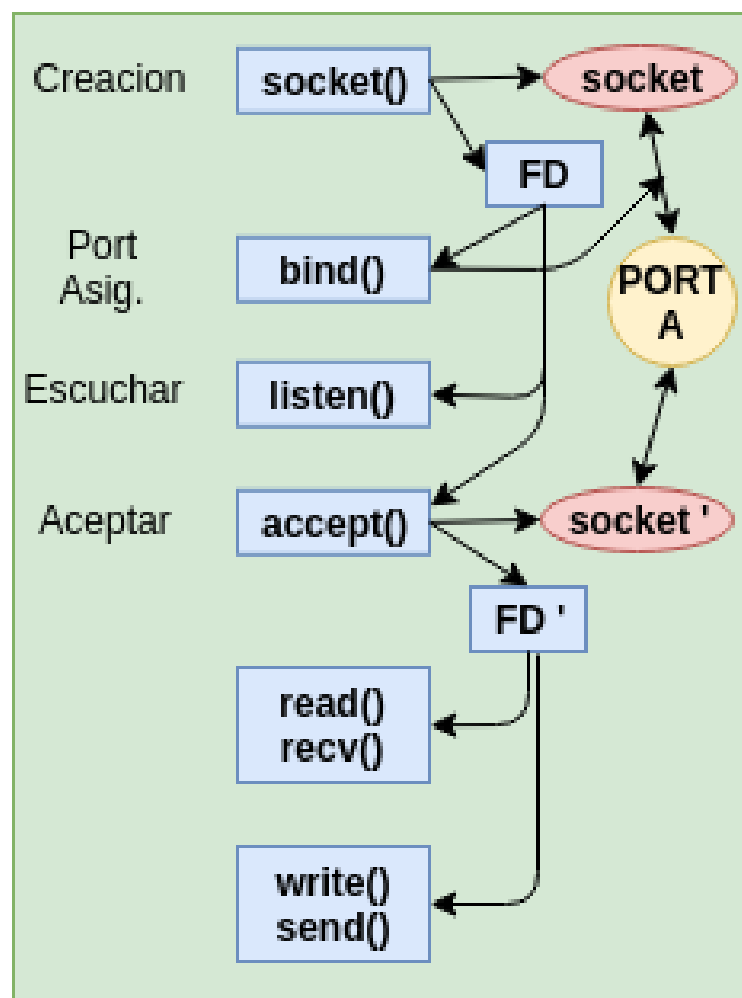 Creacion
socket()
socket
FD
Port
Asig.
bind()
PORT
A
Escuchar
listen()
Aceptar
accept()
socket '
FD '
read()
recv()
write()
send()